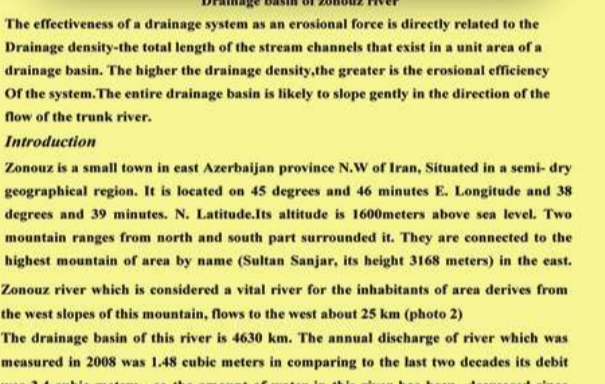 Drainage basin of zonouz river
The effectiveness of a drainage system as an erosional force is directly related to the
Drainage density-the total length of the stream channels that exist in a unit area of a
drainage basin. The higher the drainage density,the greater is the erosional efficiency
Of the system.The entire drainage basin is likely to slope gently in the direction of the
flow of the trunk river.
Introduction
Zonouz is a small town in east Azerbaijan province N.W of Iran, Situated in a semi- dry
geographical region. It is located on 45 degrees and 46 minutes E. Longitude and 38
degrees and 39 minutes. N. Latitude.Its altitude is 1600meters above sea level. Two
mountain ranges from north and south part surrounded it. They are connected to the
highest mountain of area by name (Sultan Sanjar, its height 3168 meters) in the east.
Zonouz river which is considered a vital river for the inhabitants of area derives from
the west slopes of this mountain, flows to the west about 25 km (photo 2)
The drainage basin of this river is 4630 km. The annual discharge of river which was
measured in 2008 was 1.48 cubic meters in comparing to the last two decades its debit